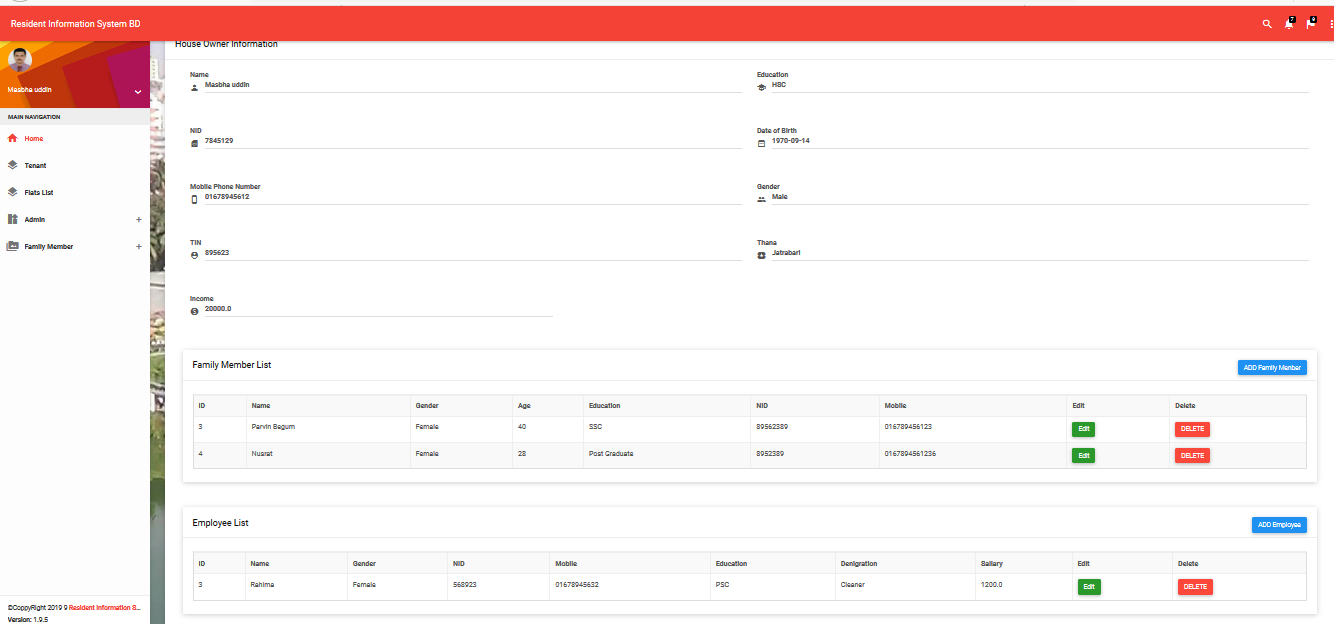 Resident Information System BD
7
9
Masbha uddin
MAIN NAVIGATION
Home
Tenant
Flats List
Admin
+
Family Member
+
©CoppyRight 2019 9 Resident Information S...
Version: 1.9.5
House Owner Information
Name
Masbha uddin
Education
HSC
NID
7845129
Date of Birth
1970-09-14
Mobile Phone Number
01678945612
Gender
Male
TIN
895623
Thana
Jatrabari
Income
20000.0
Family Member List
ADD Family Menber
ID Name Gender Age Education NID Mobile Edit Delete
3 Parvin Begum Female 40 SSC 89562389 016789456123 Edit DELETE
4 Nusrat Female 28 Post Graduate 8952389 0167894561236 Edit DELETE
Employee List
ADD Employee
ID Name Gender NID Mobile Education Denigration Sallary Edit Delete
3 Rahima Female 568923 01678945632 PSC Cleaner 1200.0 Edit DELETE